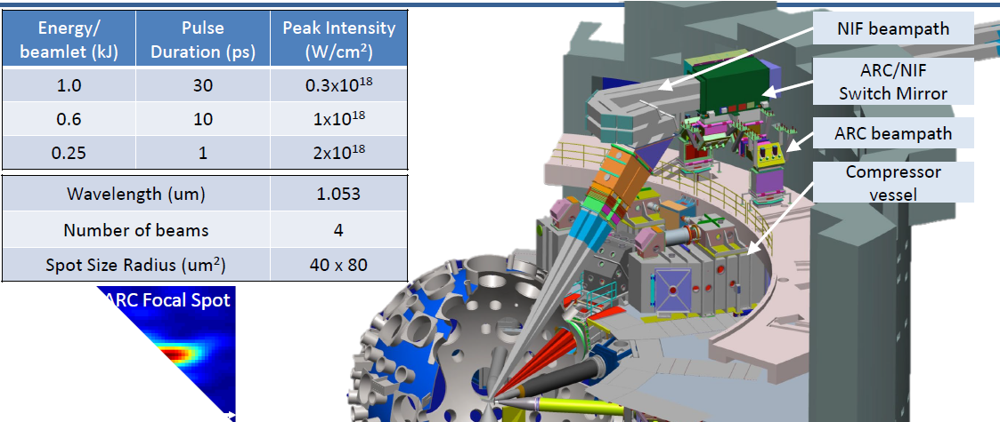 Energy/
beamlet (kJ)
Pulse
Duration (ps)
Peak Intensity
(W/cm²)
1.0 30 0.3x10¹⁸
0.6 10 1x10¹⁸
0.25 1 2x10¹⁸
Wavelength (um) 1.053
Number of beams 4
Spot Size Radius (um²) 40 x 80
ARC Focal Spot
NIF beampath
ARC/NIF
Switch Mirror
ARC beampath
Compressor
vessel